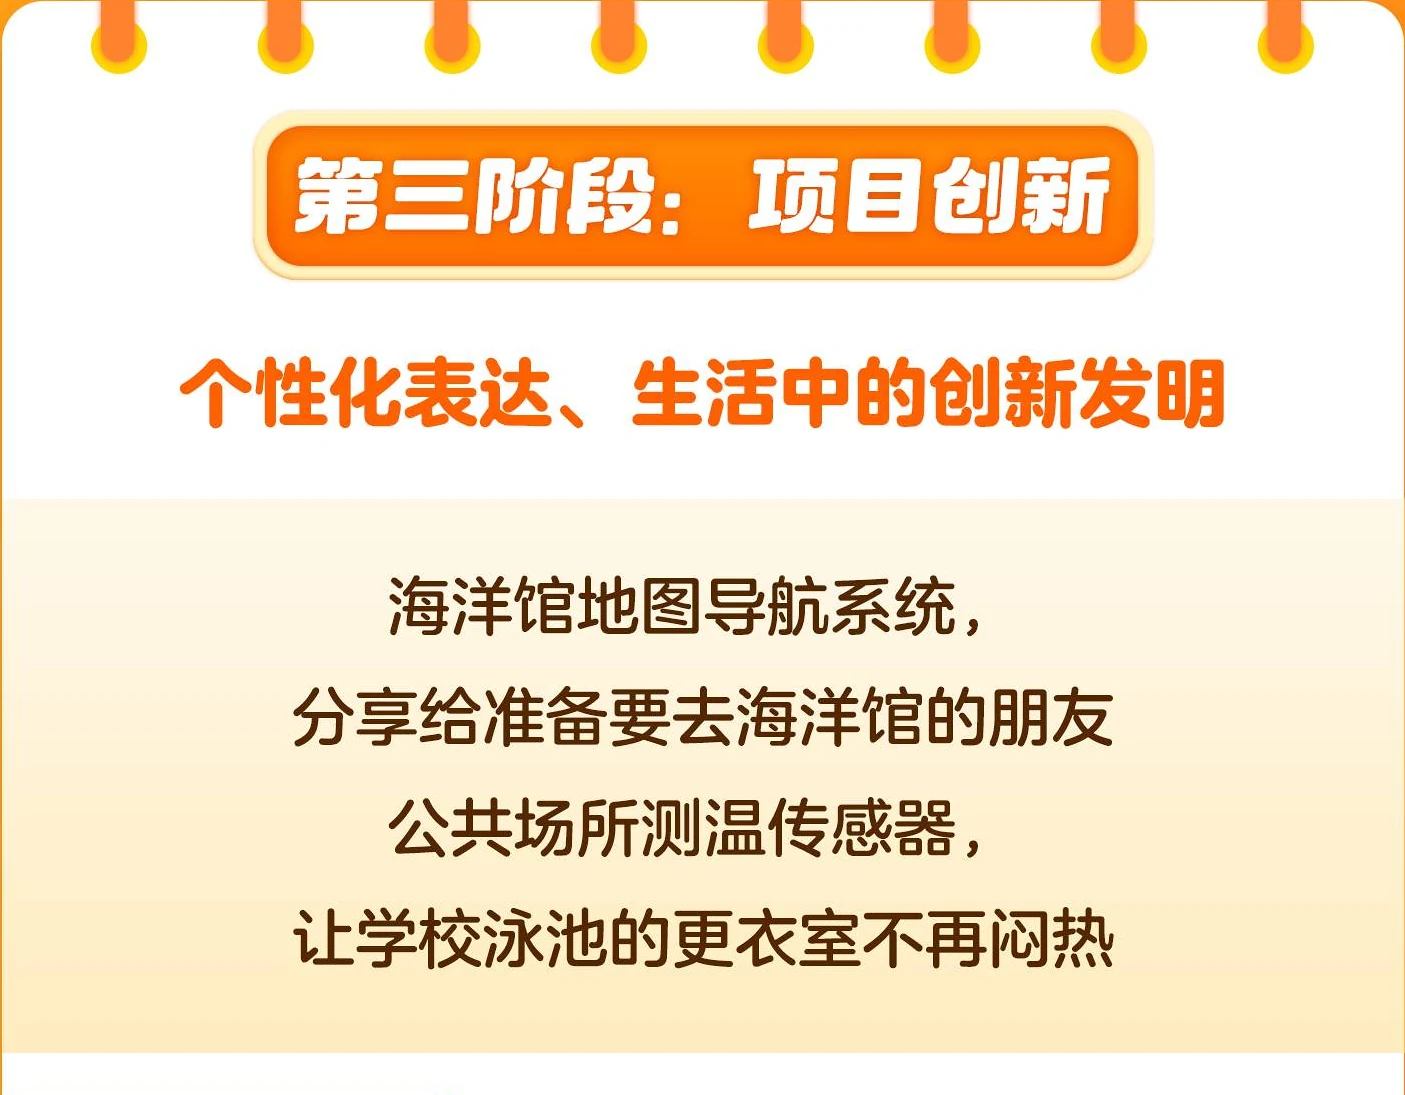 第三阶段：项目创新
个性化表达、生活中的创新发明
海洋馆地图导航系统，
分享给准备要去海洋馆的朋友
公共场所测温传感器，
让学校泳池的更衣室不再闷热